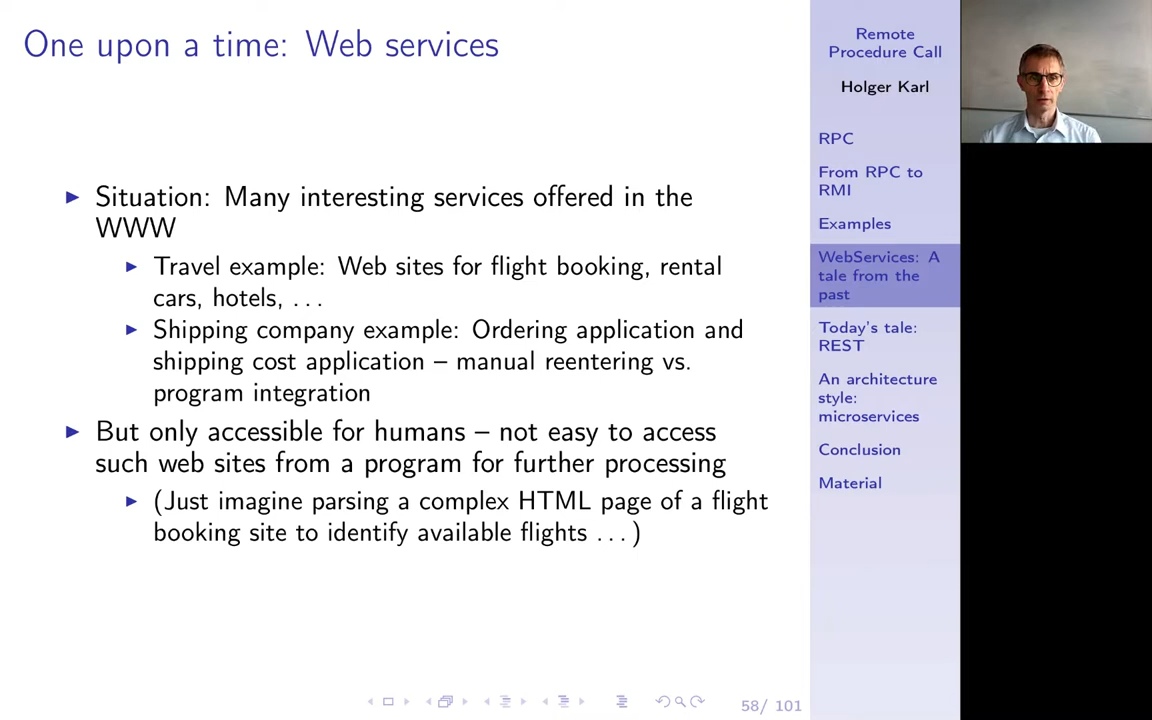 One upon a time: Web services
Situation: Many interesting services offered in the
WWW
Travel example: Web sites for flight booking, rental
cars, hotels, . . .
Shipping company example: Ordering application and
shipping cost application – manual reentering vs.
program integration
But only accessible for humans – not easy to access
such web sites from a program for further processing
(Just imagine parsing a complex HTML page of a flight
booking site to identify available flights . . . )
58/ 101
Remote
Procedure Call
Holger Karl
RPC
From RPC to
RMI
Examples
WebServices: A
tale from the
past
Today's tale:
REST
An architecture
style:
microservices
Conclusion
Material